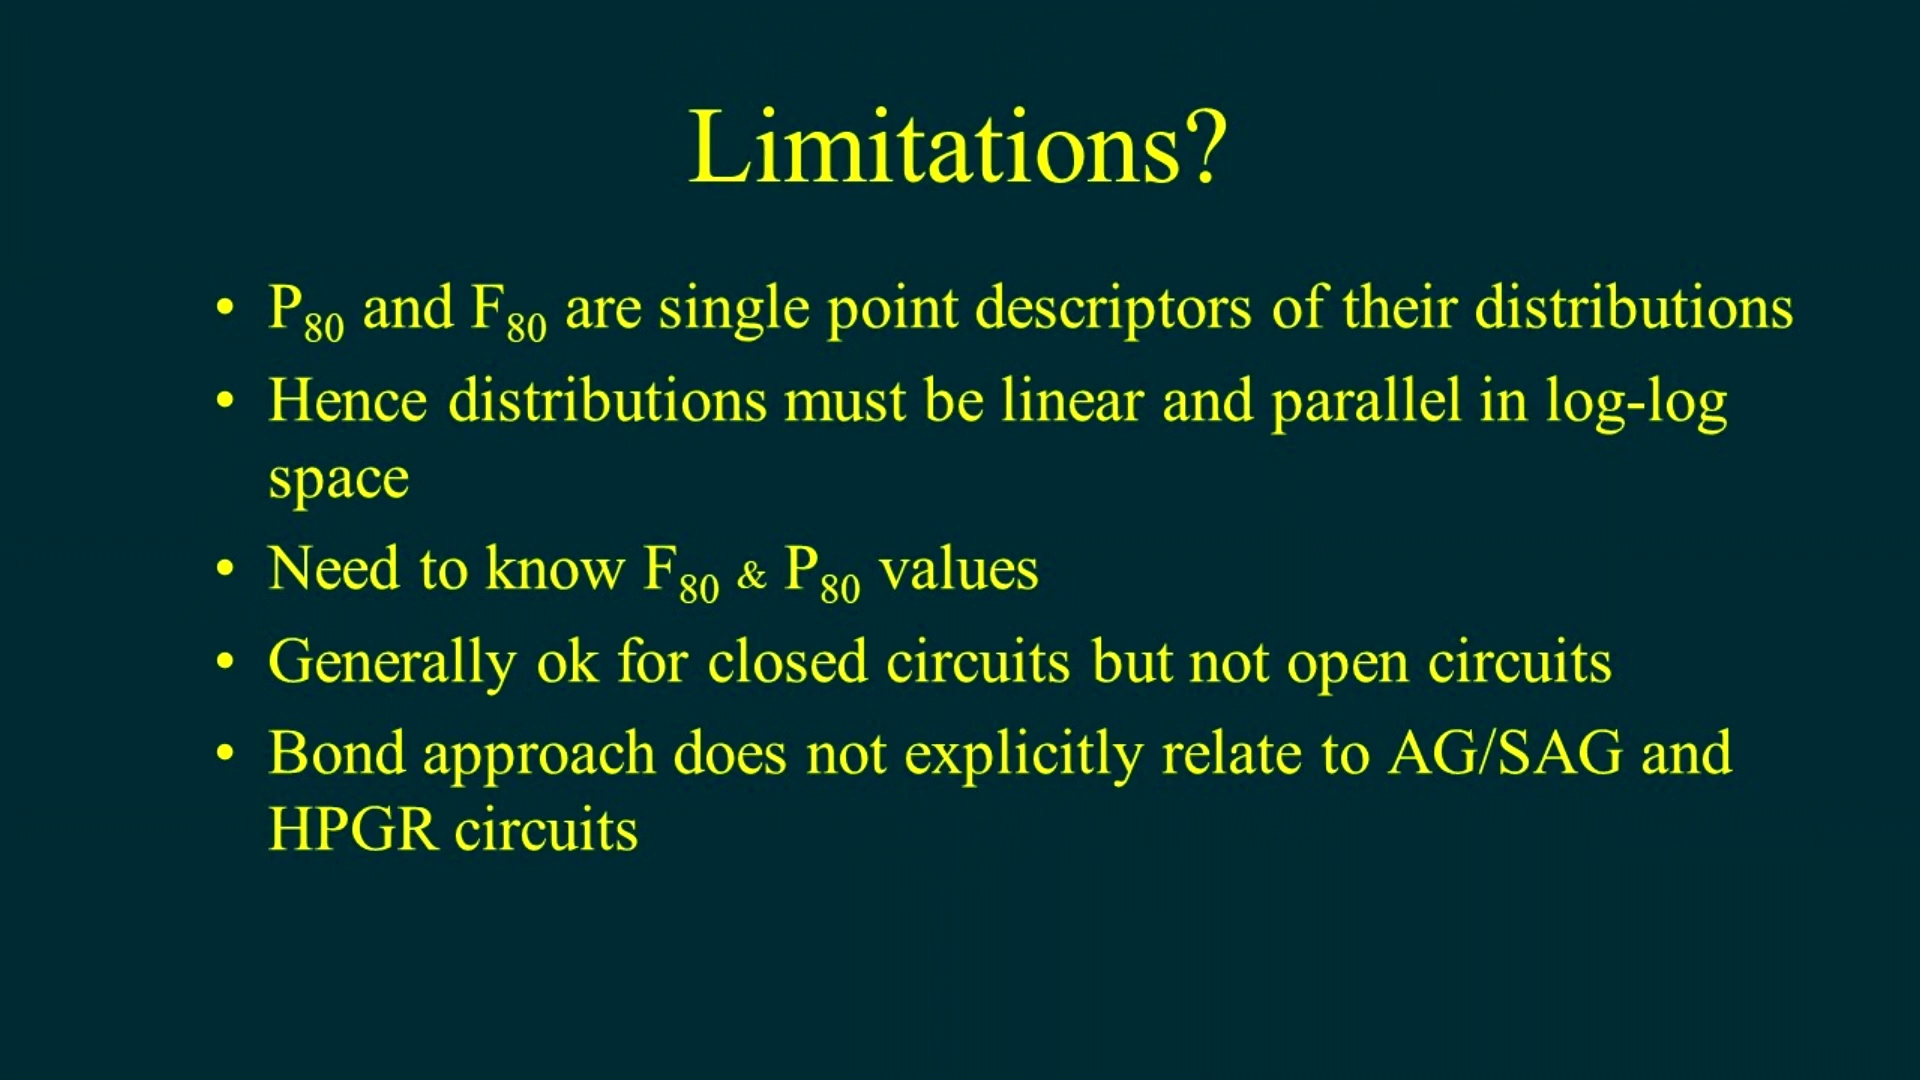 Limitations?
• P₈₀ and F₈₀ are single point descriptors of their distributions
• Hence distributions must be linear and parallel in log-log
space
• Need to know F₈₀ & P₈₀ values
• Generally ok for closed circuits but not open circuits
• Bond approach does not explicitly relate to AG/SAG and
HPGR circuits